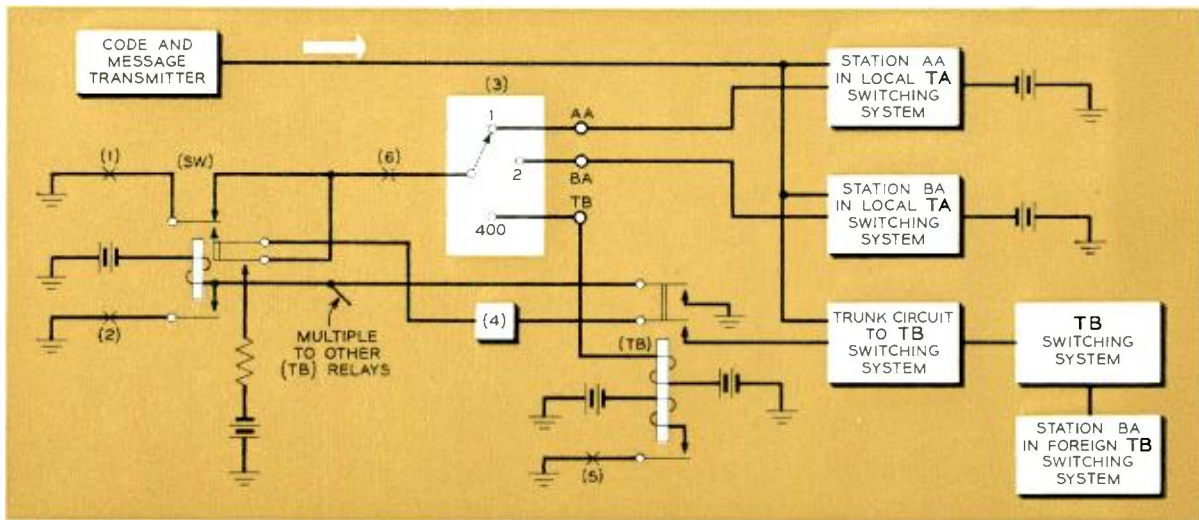 CODE AND
MESSAGE
TRANSMITTER
(3)
1
2
400
AA
BA
TB
STATION AA
IN LOCAL TA
SWITCHING
SYSTEM
(1)
(SW)
(6)
STATION BA
IN LOCAL TA
SWITCHING
SYSTEM
(2)
MULTIPLE
TO OTHER
(TB) RELAYS
(4)
(TB)
(5)
TRUNK CIRCUIT
TO TB
SWITCHING
SYSTEM
TB
SWITCHING
SYSTEM
STATION BA
IN FOREIGN TB
SWITCHING
SYSTEM